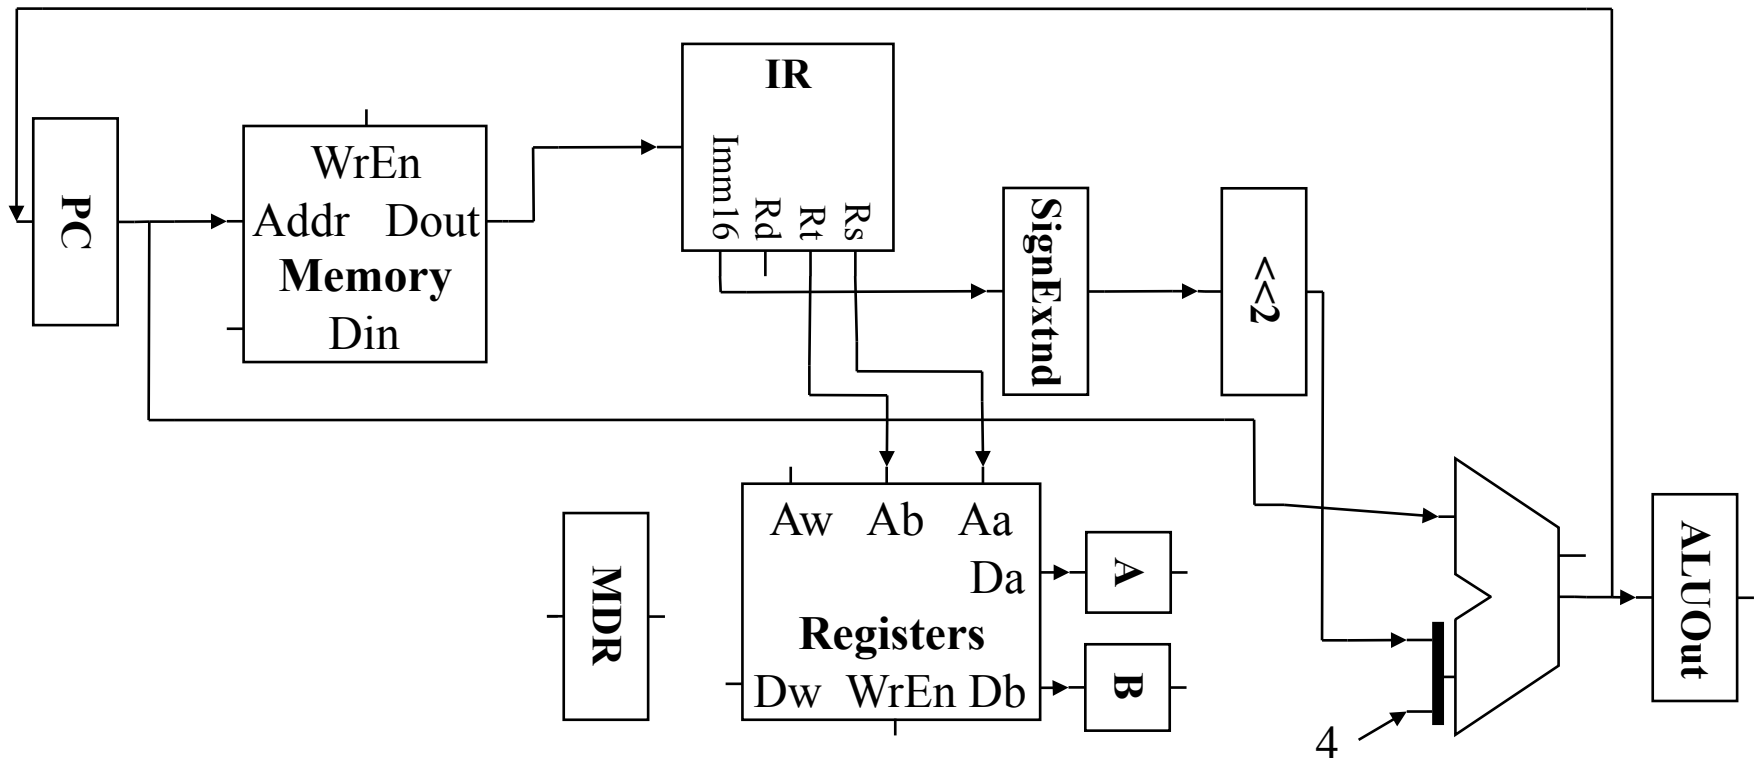 IR
Imm16
Rd
Rt
Rs
PC
WrEn
Addr Dout
Memory
Din
SignExtnd
<<2
MDR
Aw Ab Aa
Da
Registers
Dw WrEn Db
A
B
4
ALUOut